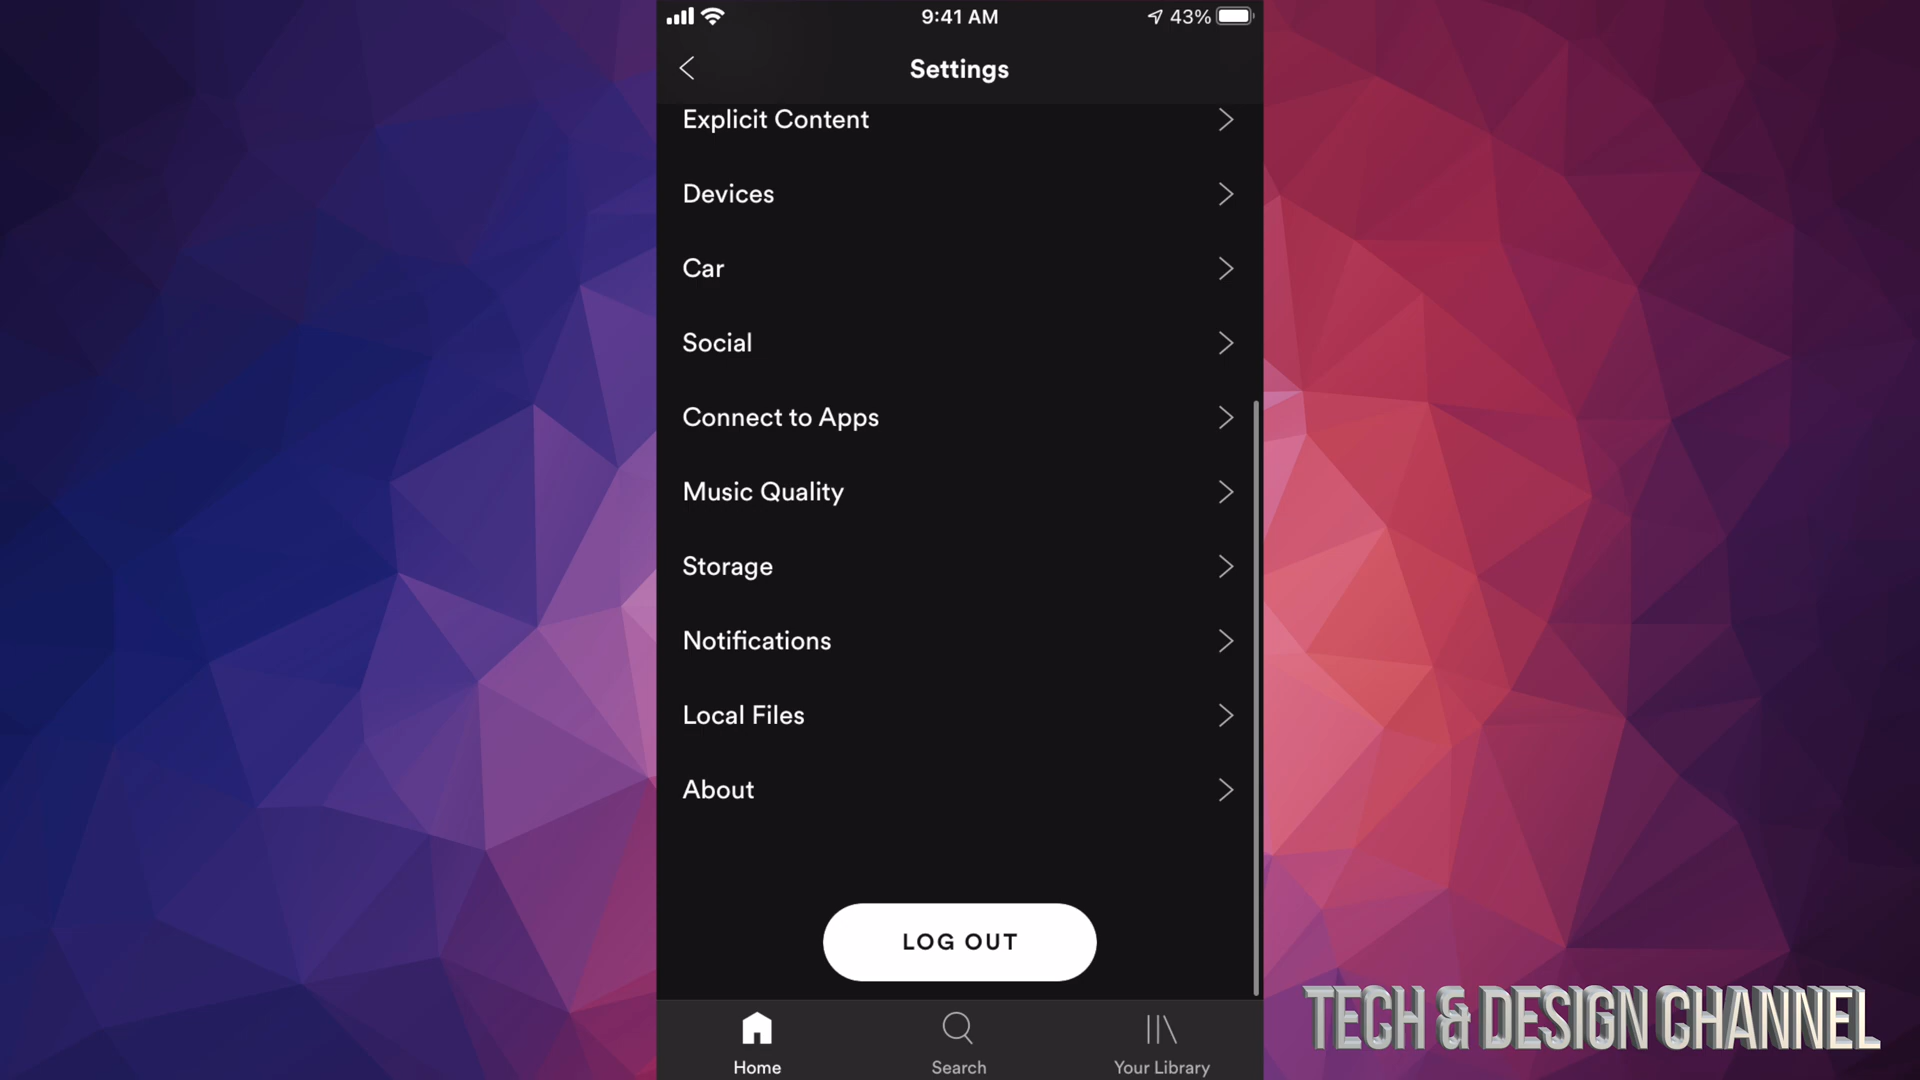 9:41 AM
43%
Settings
Explicit Content
Devices
Car
Social
Connect to Apps
Music Quality
Storage
Notifications
Local Files
About
LOG OUT
Home
Search
Your Library
TECH & DESIGN CHANNEL